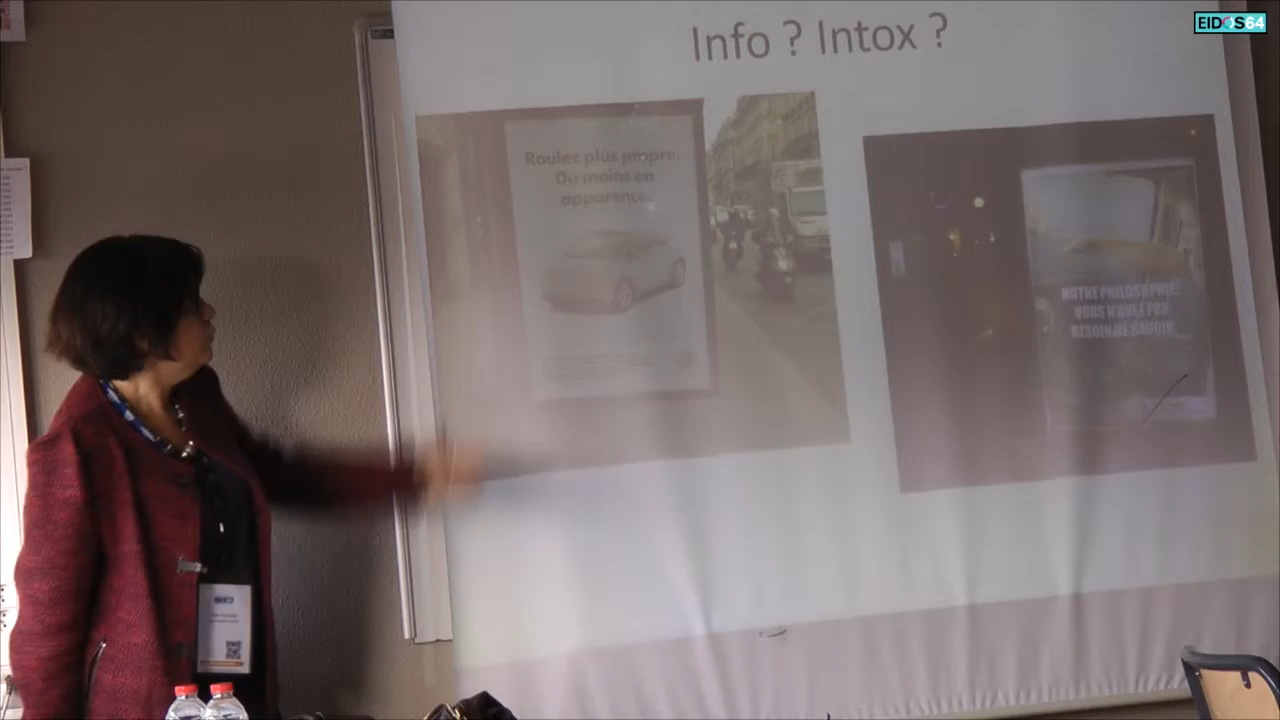 EIDOS64
Info ? Intox ?
Roulez plus propre.
Du moins en
apparence.
NOTRE PHILOSOPHIE:
VOUS N'AVEZ PAS
BESOIN DE SAVOIR